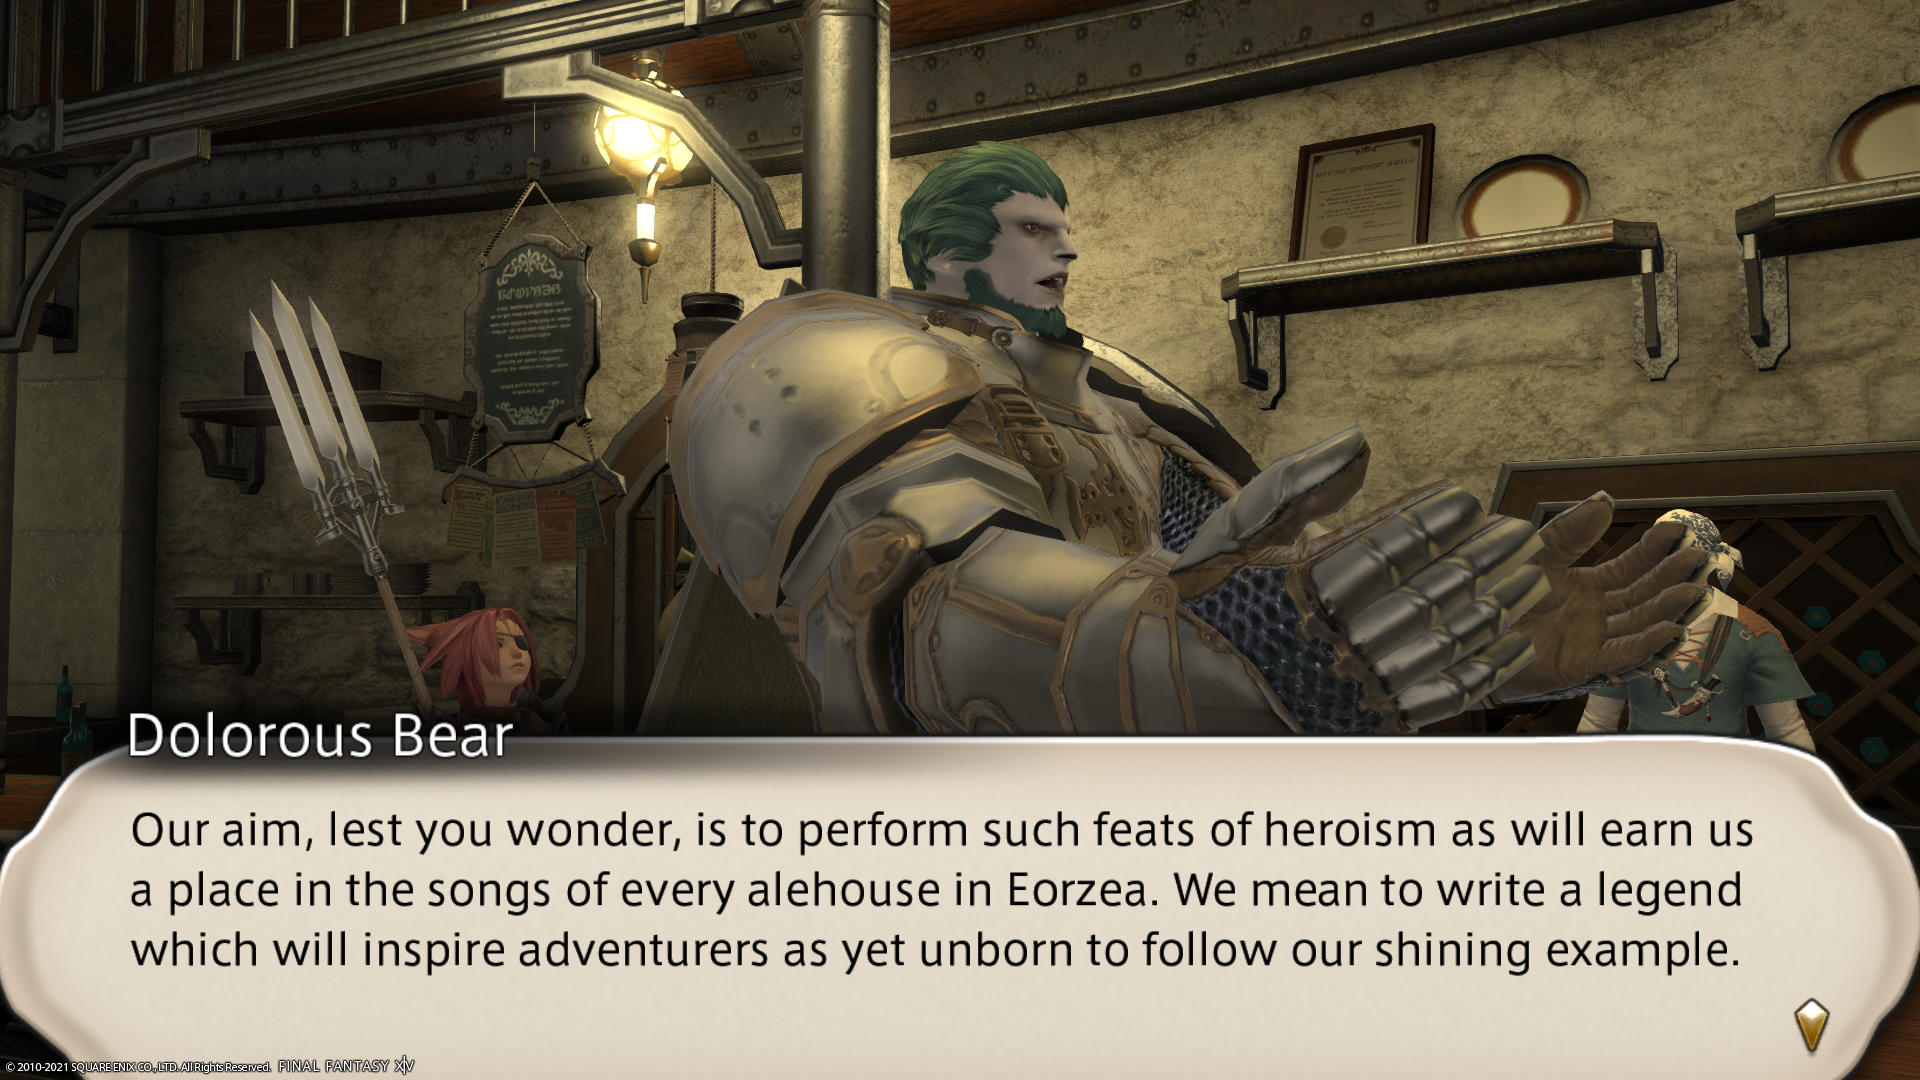 Dolorous Bear
Our aim, lest you wonder, is to perform such feats of heroism as will earn us
a place in the songs of every alehouse in Eorzea. We mean to write a legend
which will inspire adventurers as yet unborn to follow our shining example.
© 2010-2021 SQUARE ENIX CO., LTD. All Rights Reserved. FINAL FANTASY XIV